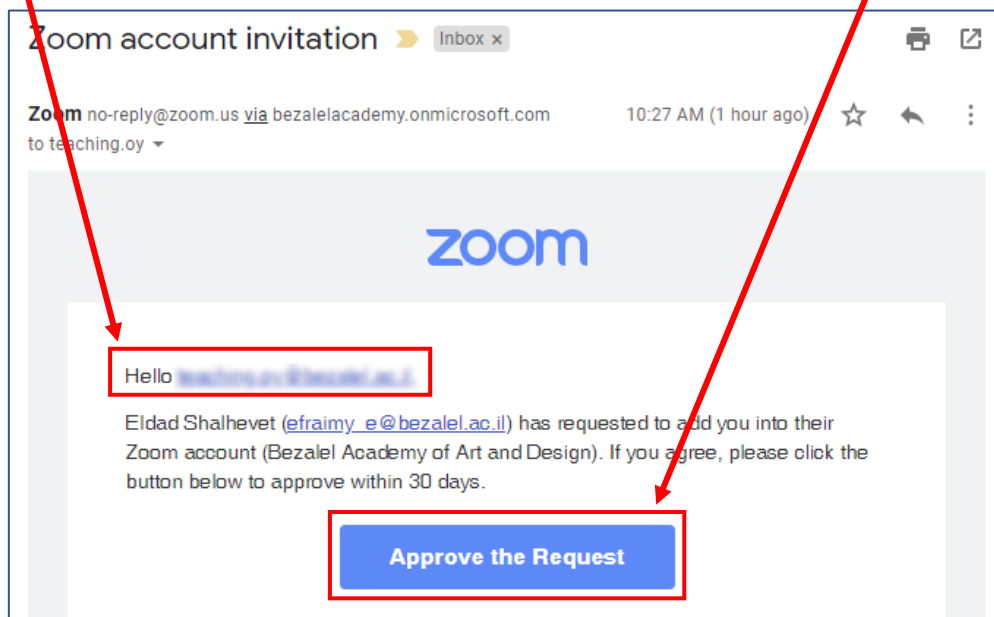 Zoom account invitation Inbox ×
Zoom no-reply@zoom.us via bezalelacademy.onmicrosoft.com 10:27 AM (1 hour ago)
to teaching.oy
zoom
Hello
Eldad Shalhevet (efraimy_e@bezalel.ac.il) has requested to add you into their
Zoom account (Bezalel Academy of Art and Design). If you agree, please click the
button below to approve within 30 days.
Approve the Request